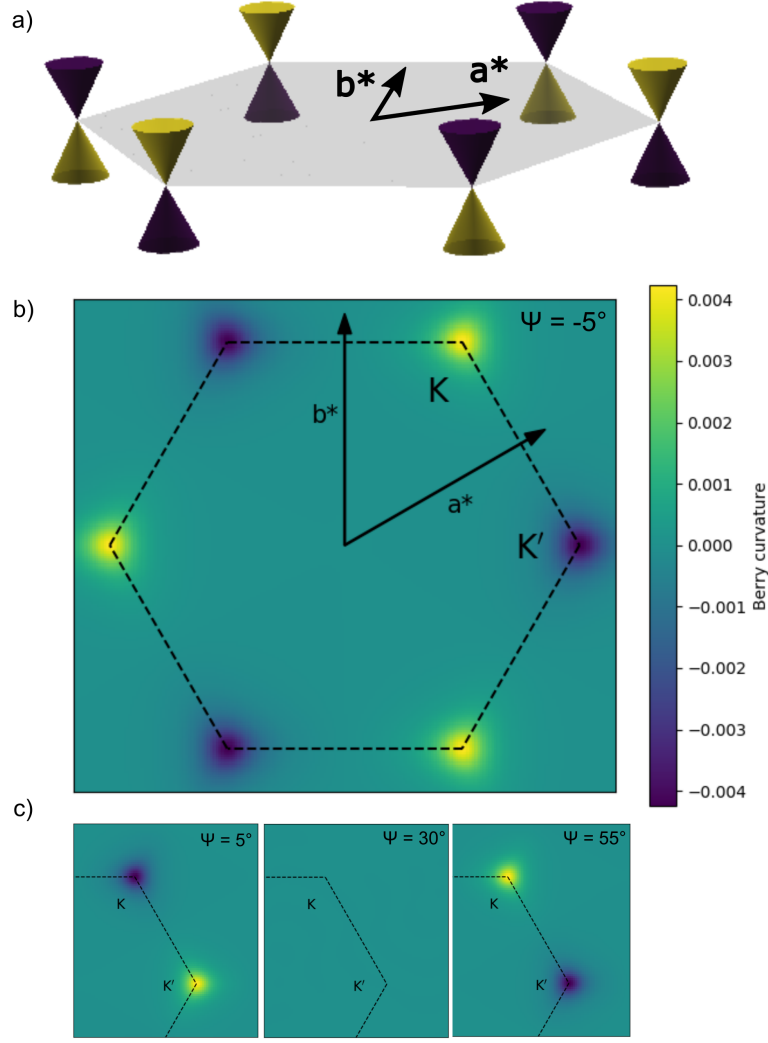 a)
b*
a*
b)
Ψ = -5°
K
b*
a*
K′
0.004
0.003
0.002
0.001
0.000
−0.001
−0.002
−0.003
−0.004
Berry curvature
c)
Ψ = 5°
K
K′
Ψ = 30°
K
K′
Ψ = 55°
K
K′